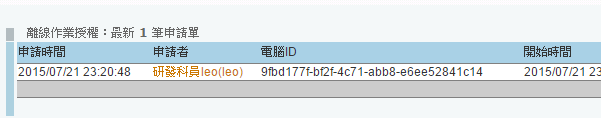 離線作業授權：最新 1 筆申請單
申請時間 申請者 電腦ID 開始時間
2015/07/21 23:20:48 研發科員leo(leo) 9fbd177f-bf2f-4c71-abb8-e6ee52841c14 2015/07/21 23